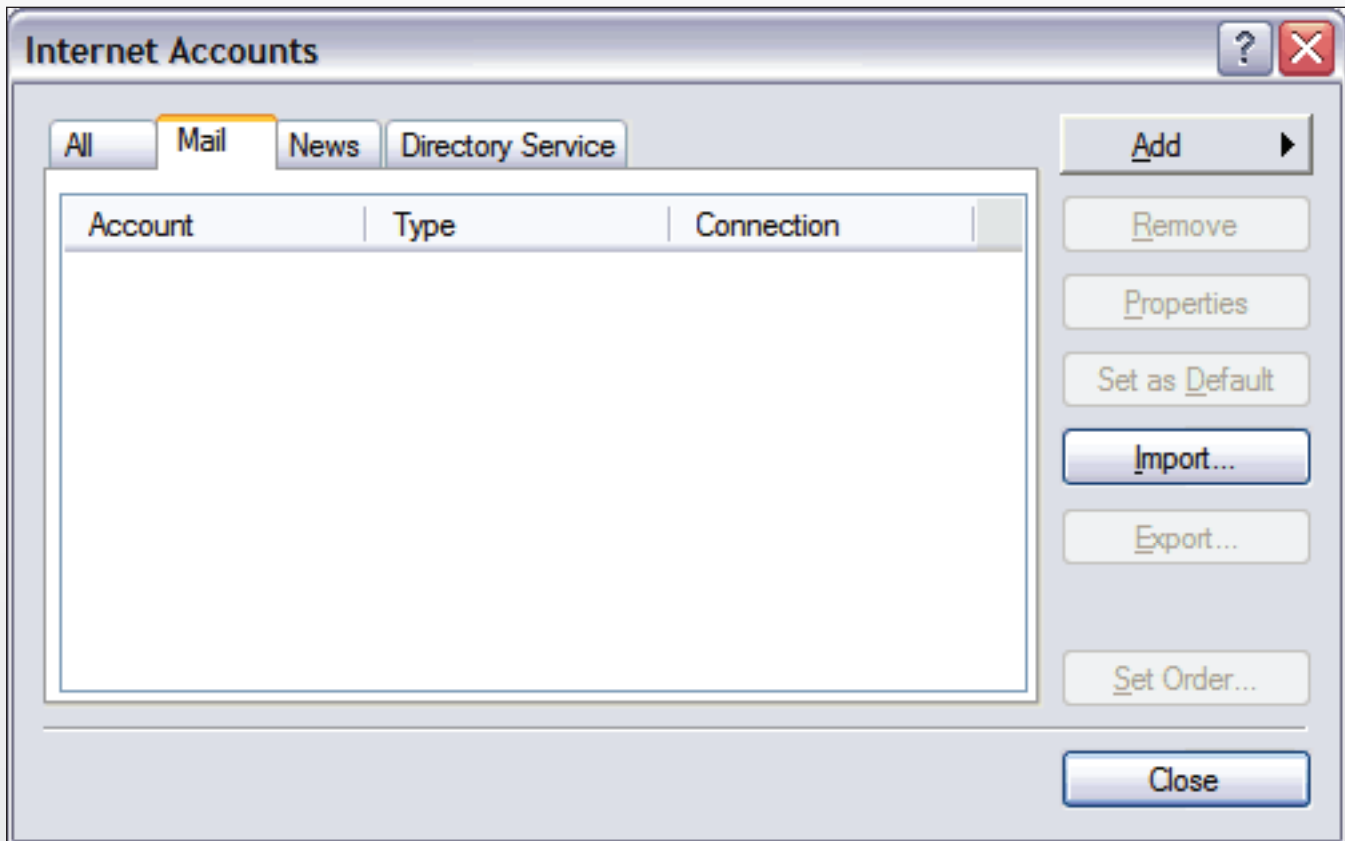 Internet Accounts
?
All Mail News Directory Service
Add
Account Type Connection
Remove
Properties
Set as Default
Import...
Export...
Set Order...
Close